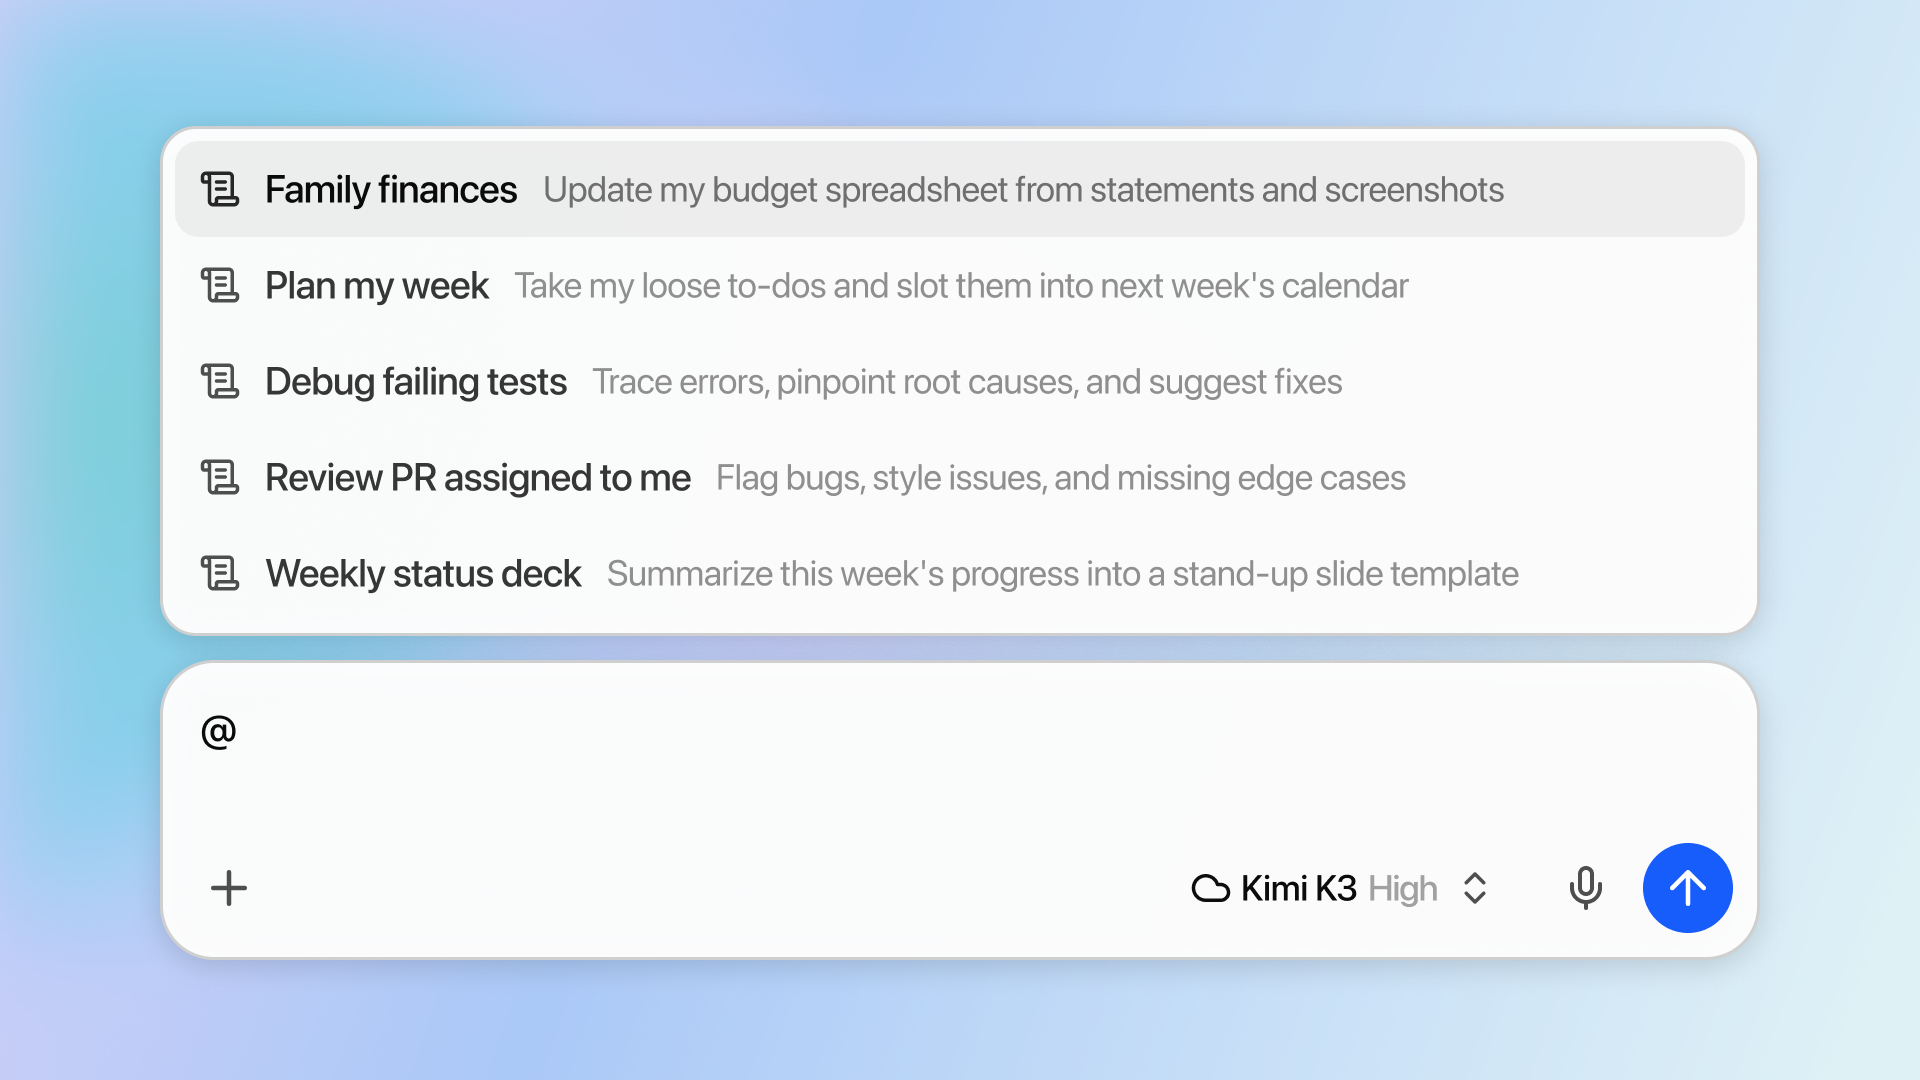 Family finances Update my budget spreadsheet from statements and screenshots
Plan my week Take my loose to-dos and slot them into next week's calendar
Debug failing tests Trace errors, pinpoint root causes, and suggest fixes
Review PR assigned to me Flag bugs, style issues, and missing edge cases
Weekly status deck Summarize this week's progress into a stand-up slide template
@
Kimi K3 High